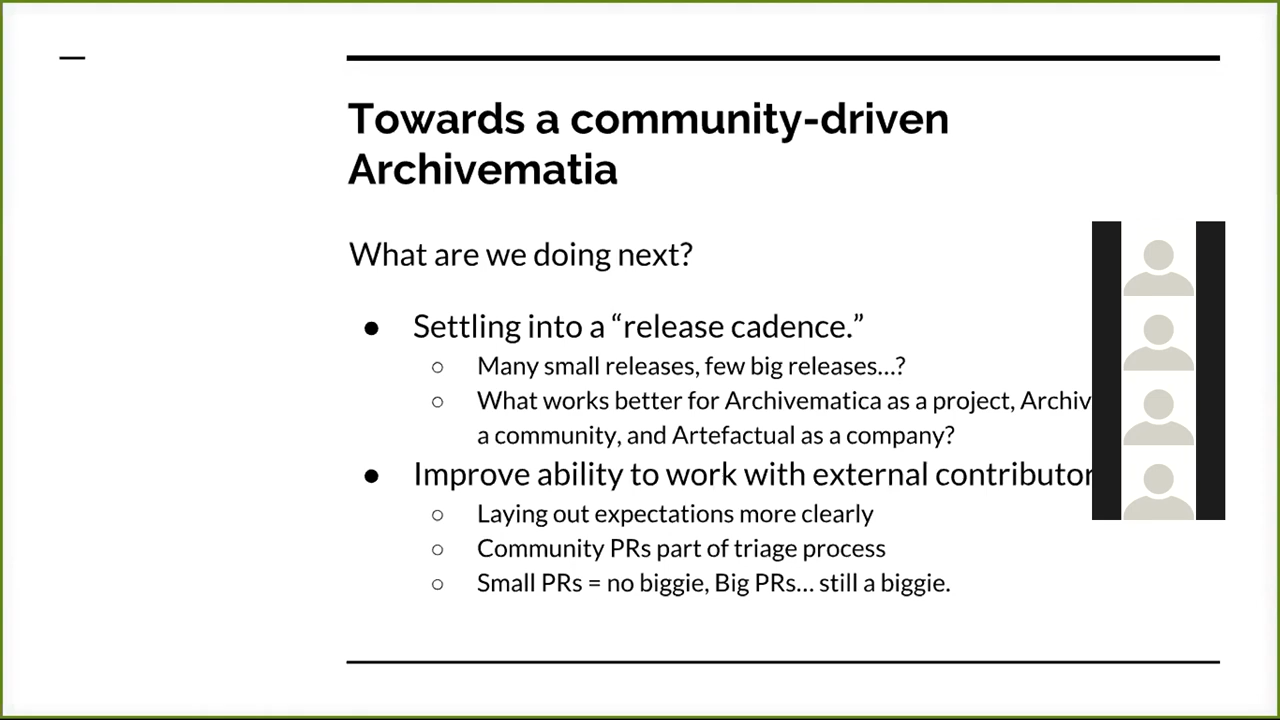 Towards a community-driven
Archivematia
What are we doing next?
● Settling into a “release cadence.”
○ Many small releases, few big releases...?
○ What works better for Archivematica as a project, Archiv
a community, and Artefactual as a company?
● Improve ability to work with external contributor
○ Laying out expectations more clearly
○ Community PRs part of triage process
○ Small PRs = no biggie, Big PRs... still a biggie.